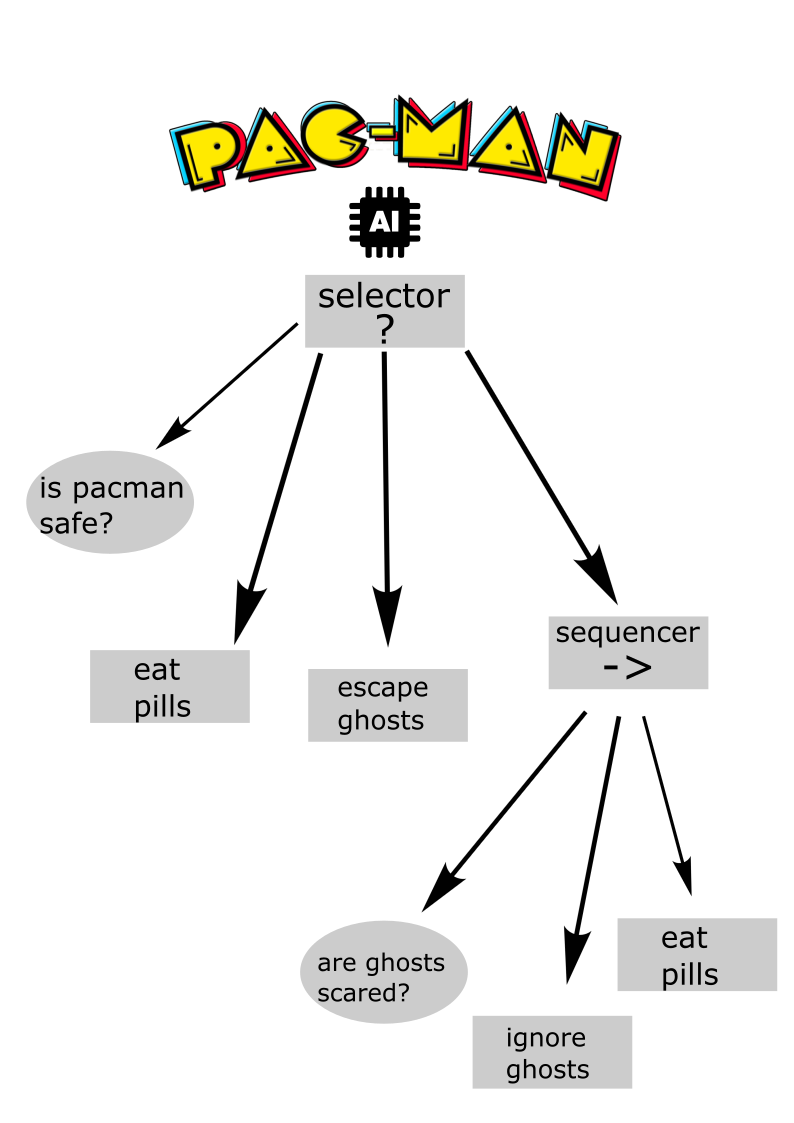 PAC-MAN
AI
selector
?
is pacman
safe?
eat
pills
escape
ghosts
sequencer
->
are ghosts
scared?
ignore
ghosts
eat
pills